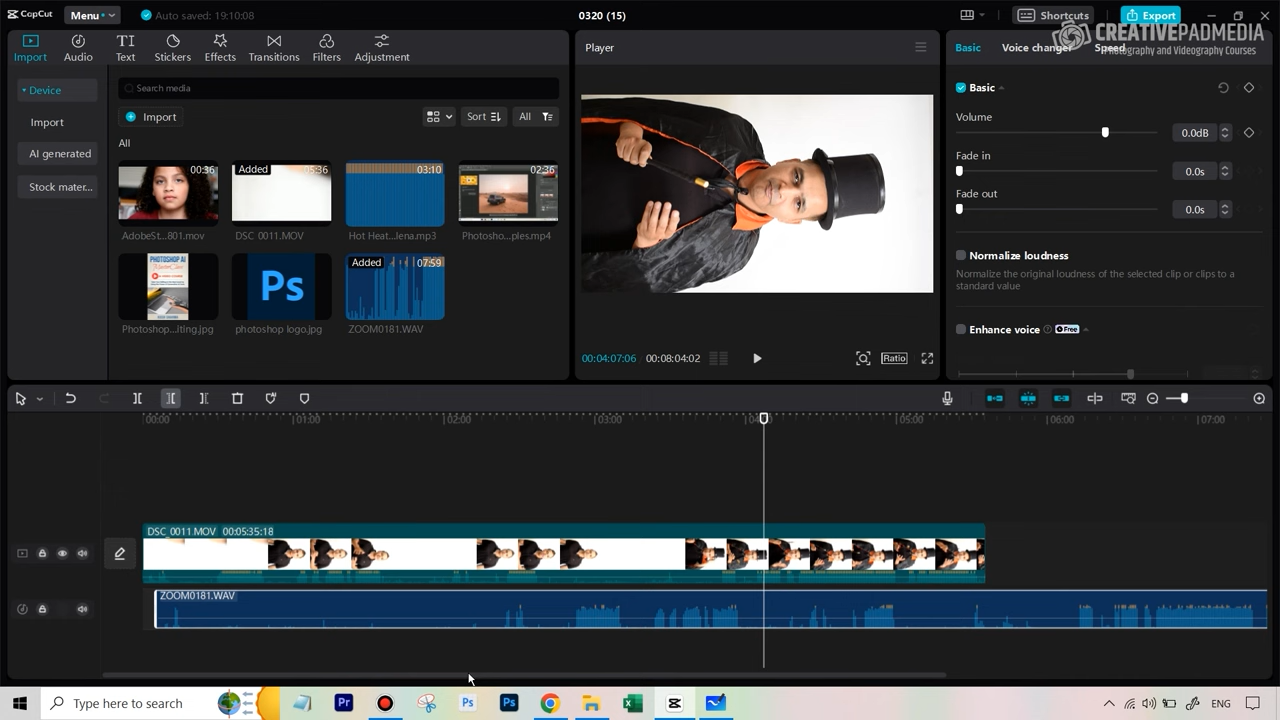 CapCut
Menu
Auto saved: 19:10:08
0320 (15)
Shortcuts
Export
CREATIVEPADMEDIA
Photography and Videography Courses
Import
Audio
Text
Stickers
Effects
Transitions
Filters
Adjustment
Player
Basic
Voice changer
Speed
Device
Import
AI generated
Stock mater...
Search media
Import
Sort
All
All
00:36
Added
05:36
03:10
02:36
AdobeSt...801.mov
DSC_0011.MOV
Hot Heat...lena.mp3
Photosho...ples.mp4
PHOTOSHOP AI
Ps
Added
07:59
Photoshop...iting.jpg
photoshop logo.jpg
ZOOM0181.WAV
00:04:07:06
00:08:04:02
Ratio
Basic
Volume
0.0dB
Fade in
0.0s
Fade out
0.0s
Normalize loudness
Normalize the original loudness of the selected clip or clips to a
standard value
Enhance voice
Free
00:00
01:00
02:00
03:00
05:00
06:00
07:00
DSC_0011.MOV 00:05:35:18
ZOOM0181.WAV
Type here to search
Pr
Ps
Ps
ENG